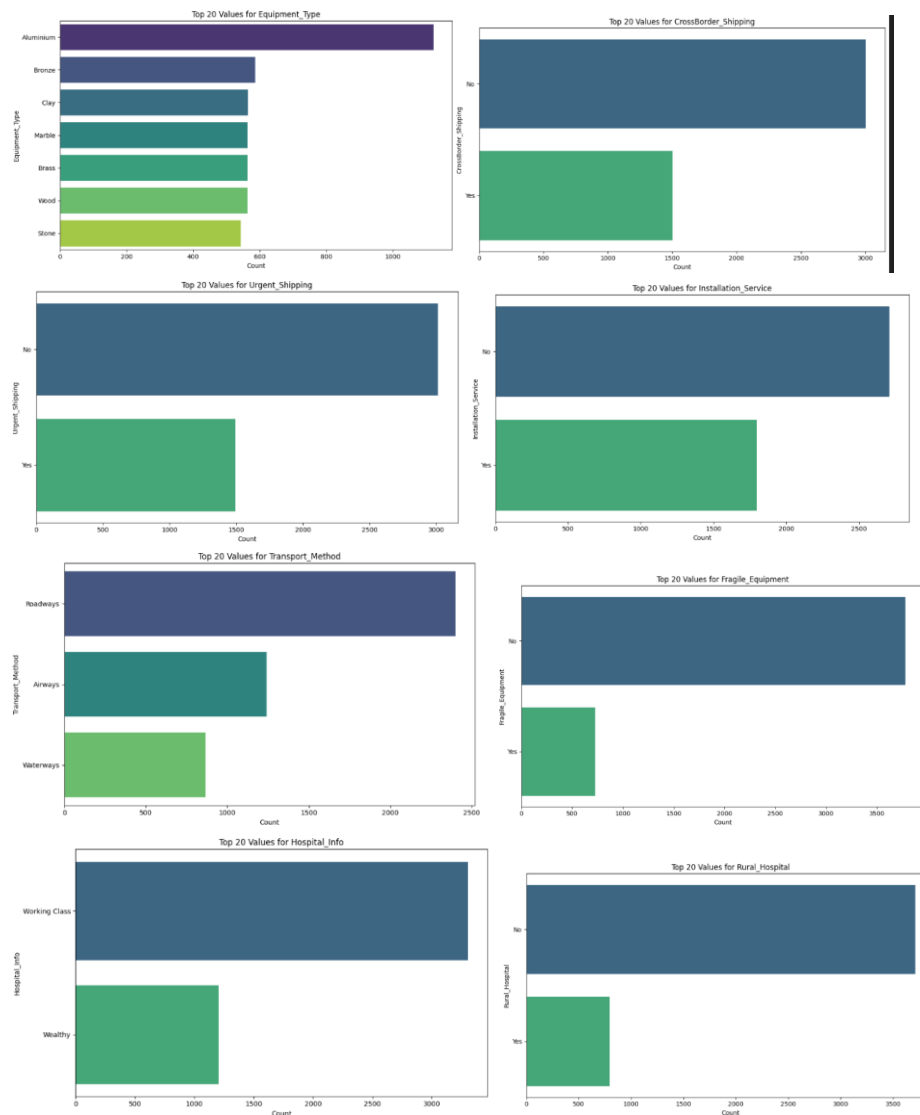 Top 20 Values for Equipment_Type
Equipment_Type
Aluminium
Bronze
Clay
Marble
Brass
Wood
Stone
0 200 400 600 800 1000
Count
Top 20 Values for CrossBorder_Shipping
CrossBorder_Shipping
No
Yes
0 500 1000 1500 2000 2500 3000
Count
Top 20 Values for Urgent_Shipping
Urgent_Shipping
No
Yes
0 500 1000 1500 2000 2500 3000
Count
Top 20 Values for Installation_Service
Installation_Service
No
Yes
0 500 1000 1500 2000 2500
Count
Top 20 Values for Transport_Method
Transport_Method
Roadways
Airways
Waterways
0 500 1000 1500 2000 2500
Count
Top 20 Values for Fragile_Equipment
Fragile_Equipment
No
Yes
0 500 1000 1500 2000 2500 3000 3500
Count
Top 20 Values for Hospital_Info
Hospital_Info
Working Class
Wealthy
0 500 1000 1500 2000 2500 3000
Count
Top 20 Values for Rural_Hospital
Rural_Hospital
No
Yes
0 500 1000 1500 2000 2500 3000 3500
Count